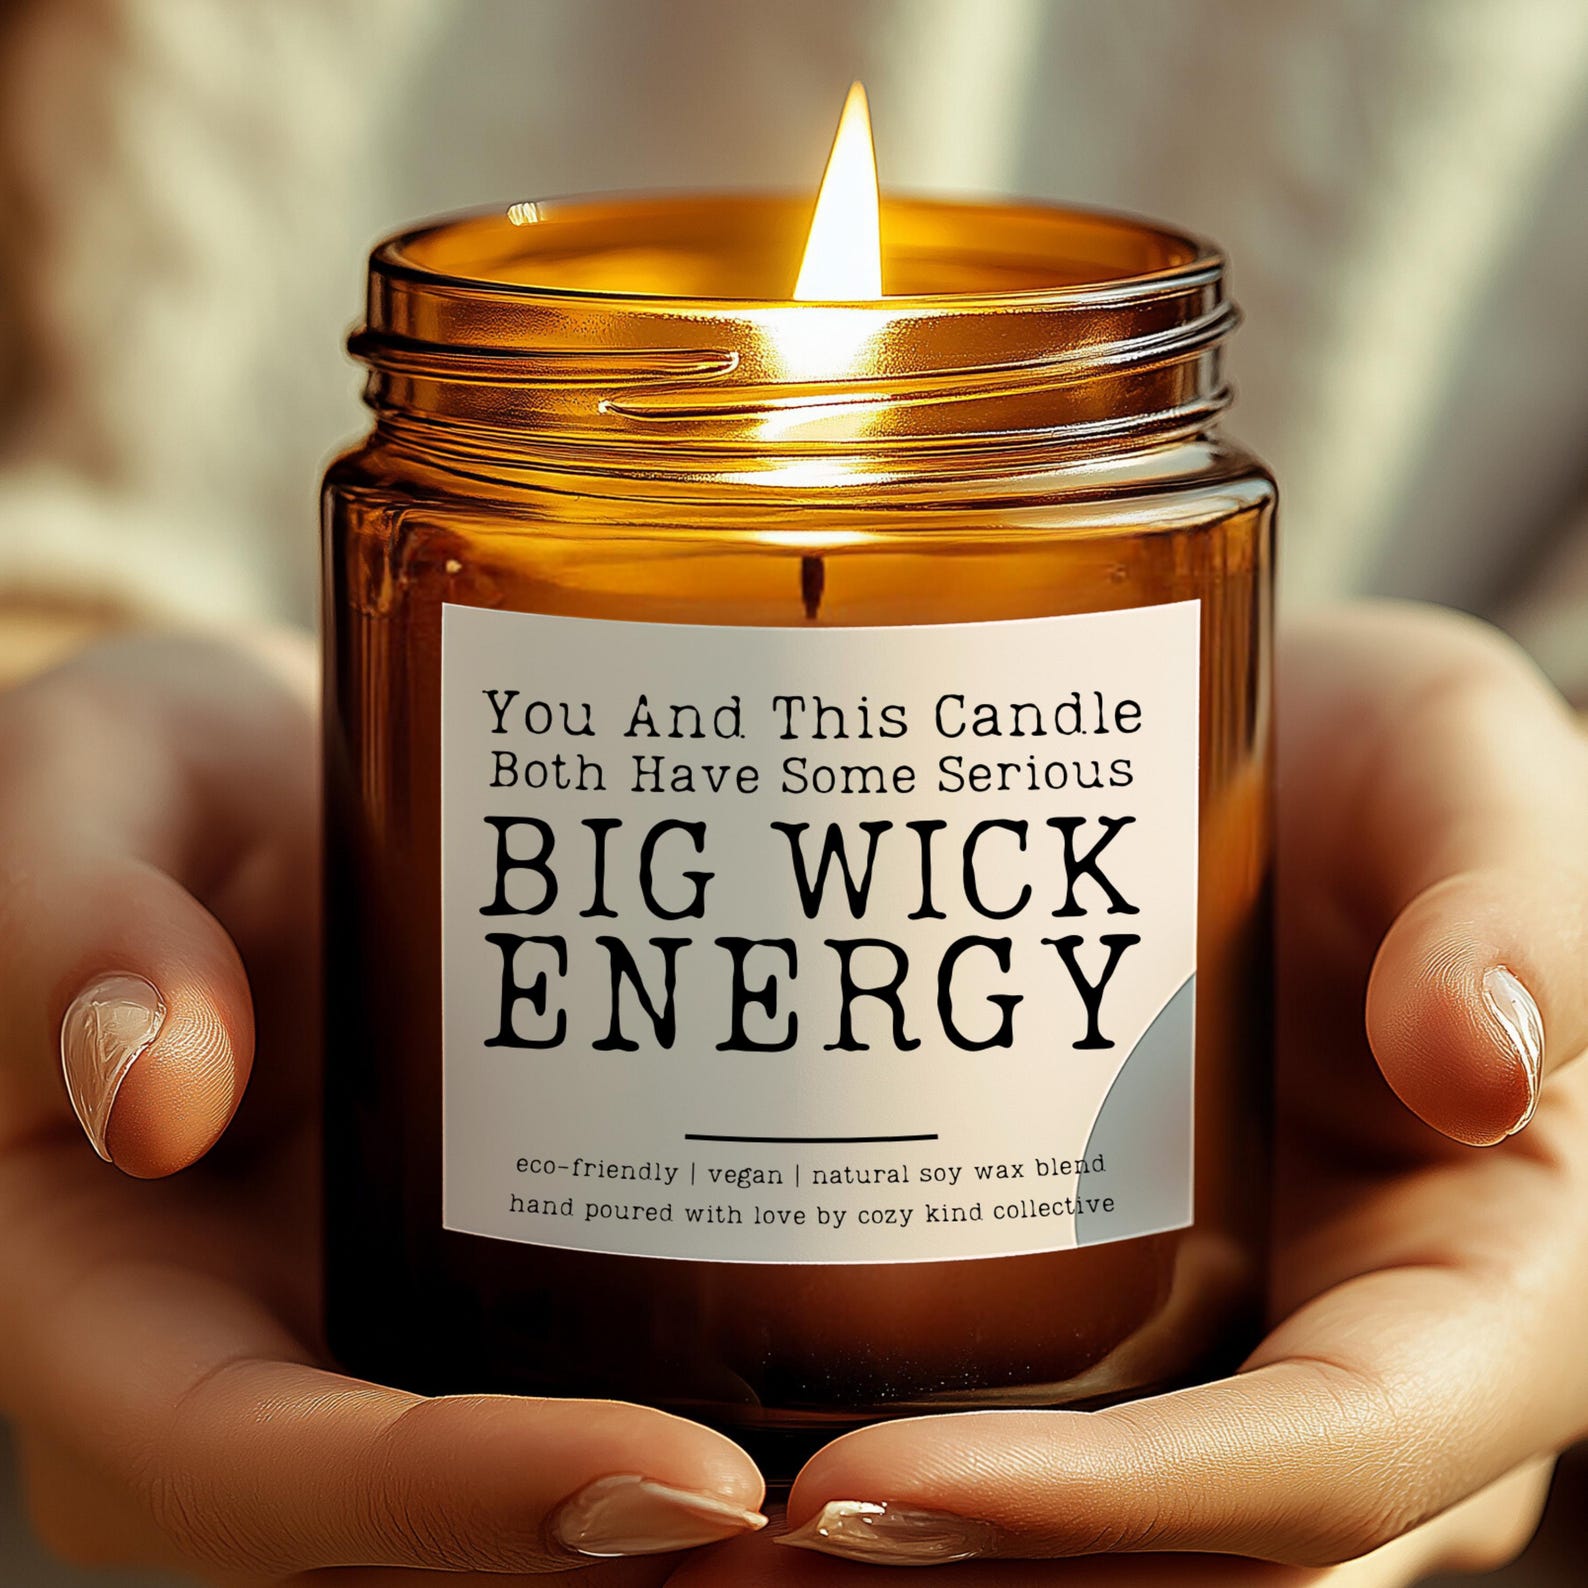 You And This Candle
Both Have Some Serious
BIG WICK
ENERGY
eco-friendly | vegan | natural soy wax blend
hand poured with love by cozy kind collective